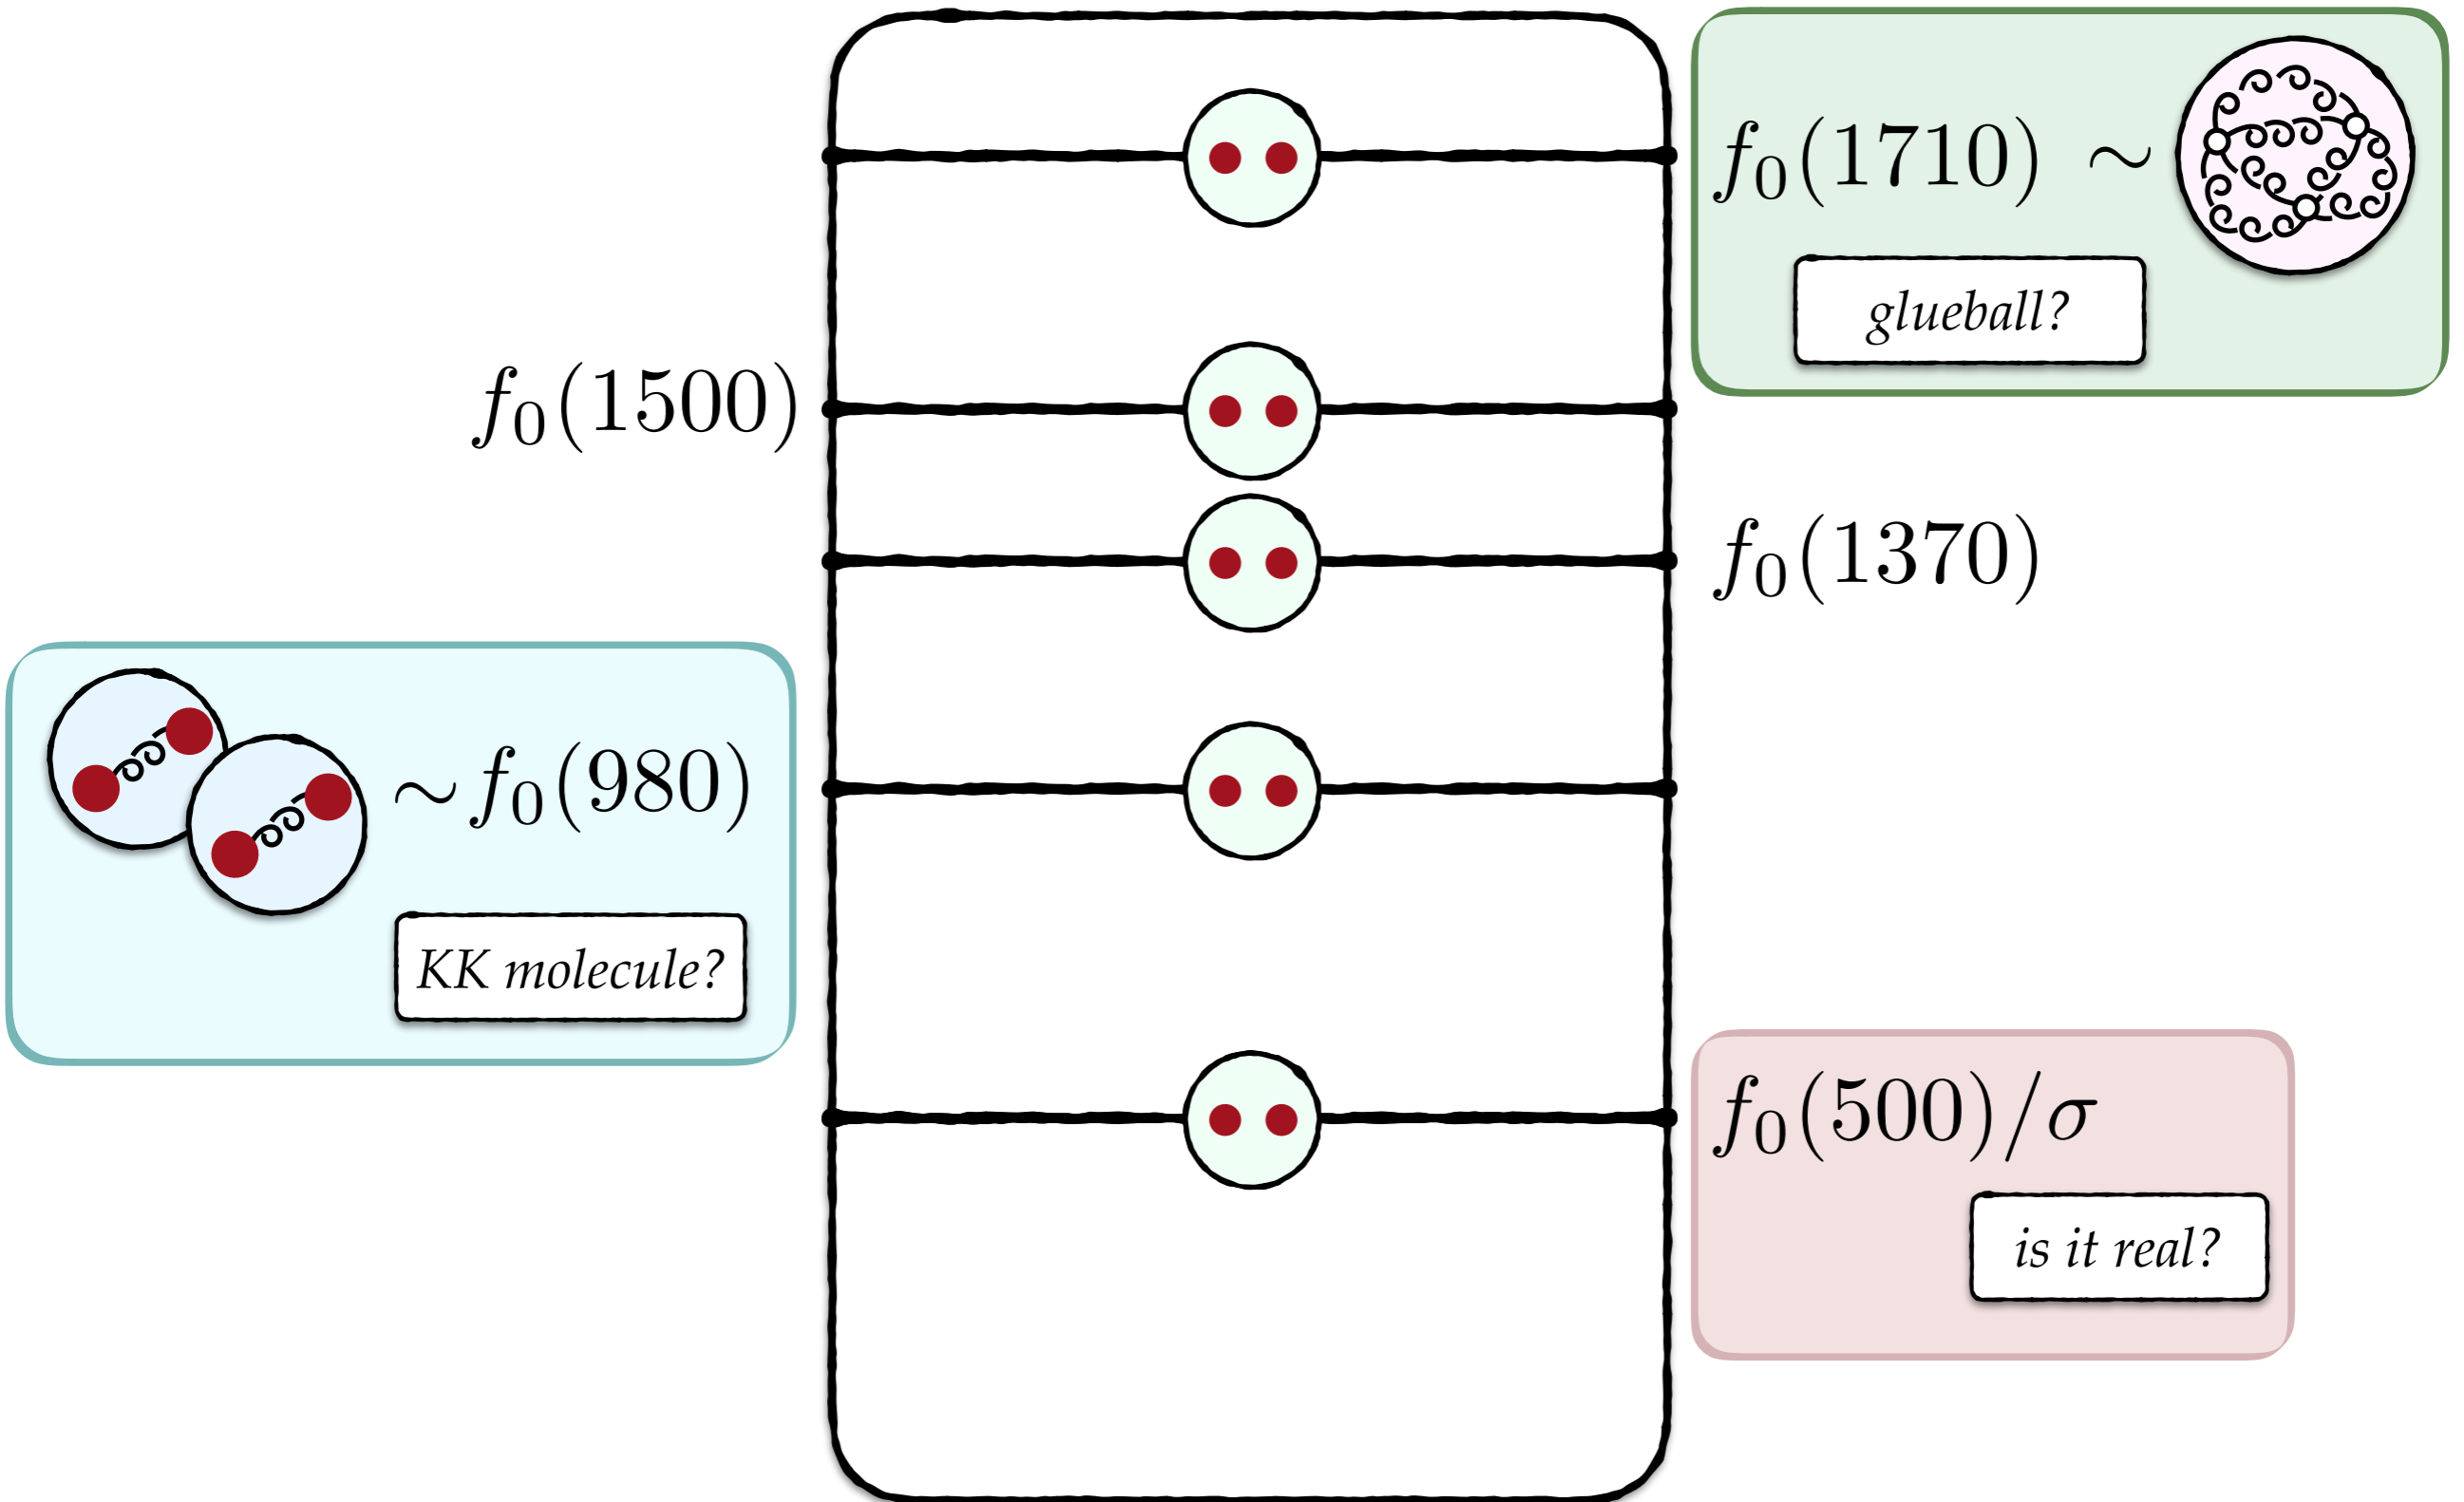 f₀(1710) ~
glueball?
f₀(1500)
f₀(1370)
~f₀(980)
KK molecule?
f₀(500)/σ
is it real?